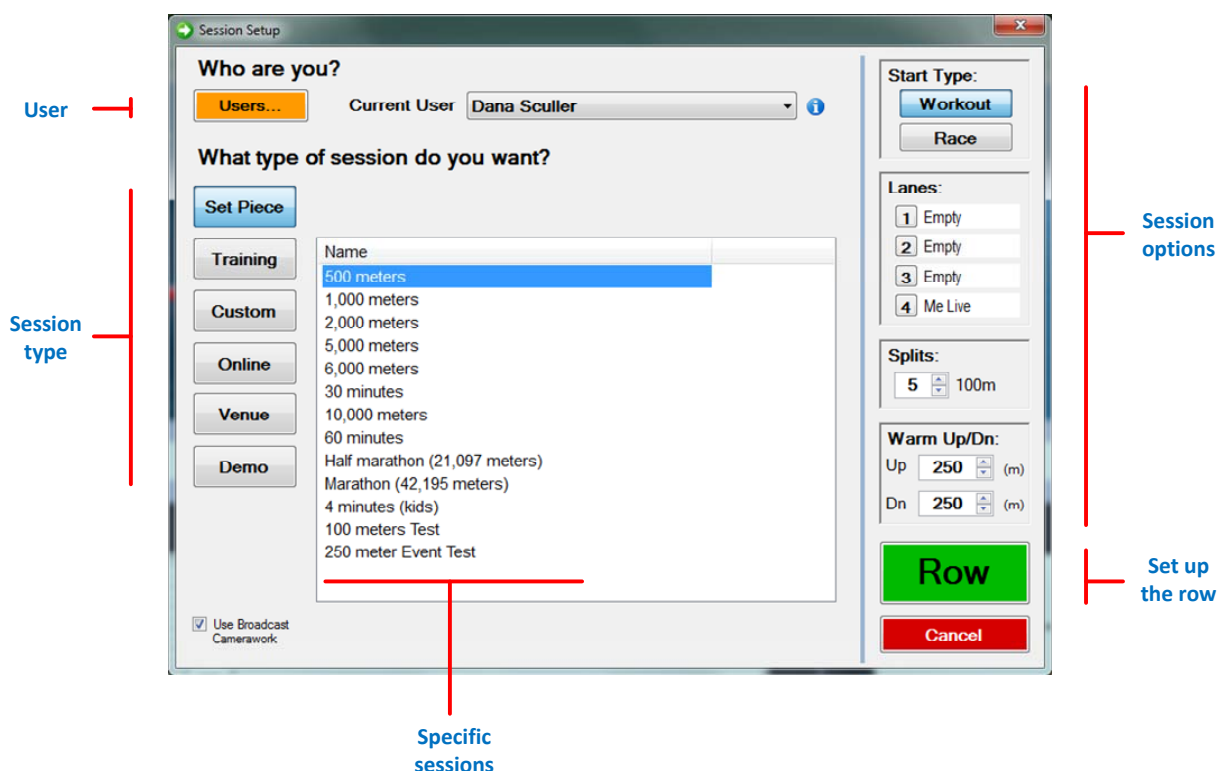 Session Setup
Who are you?
User
Users...
Current User
Dana Sculler
What type of session do you want?
Session
type
Set Piece
Training
Custom
Online
Venue
Demo
Name
500 meters
1,000 meters
2,000 meters
5,000 meters
6,000 meters
30 minutes
10,000 meters
60 minutes
Half marathon (21,097 meters)
Marathon (42,195 meters)
4 minutes (kids)
100 meters Test
250 meter Event Test
Use Broadcast
Camerawork
Specific
sessions
Start Type:
Workout
Race
Lanes:
1 Empty
2 Empty
3 Empty
4 Me Live
Splits:
5 100m
Warm Up/Dn:
Up 250 (m)
Dn 250 (m)
Session
options
Row
Cancel
Set up
the row